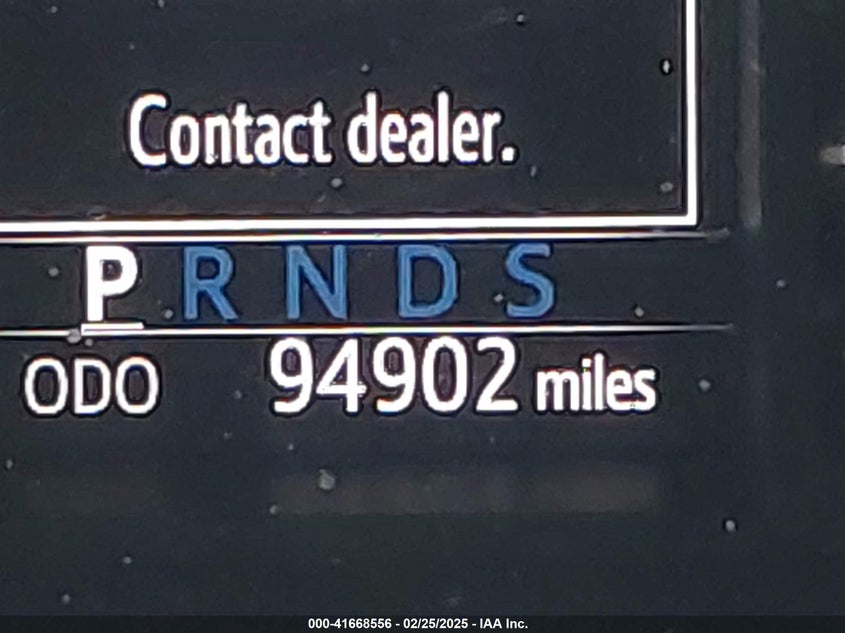 Contact dealer.
P R N D S
ODO 94902 miles
000-41668556 - 02/25/2025 - IAA Inc.